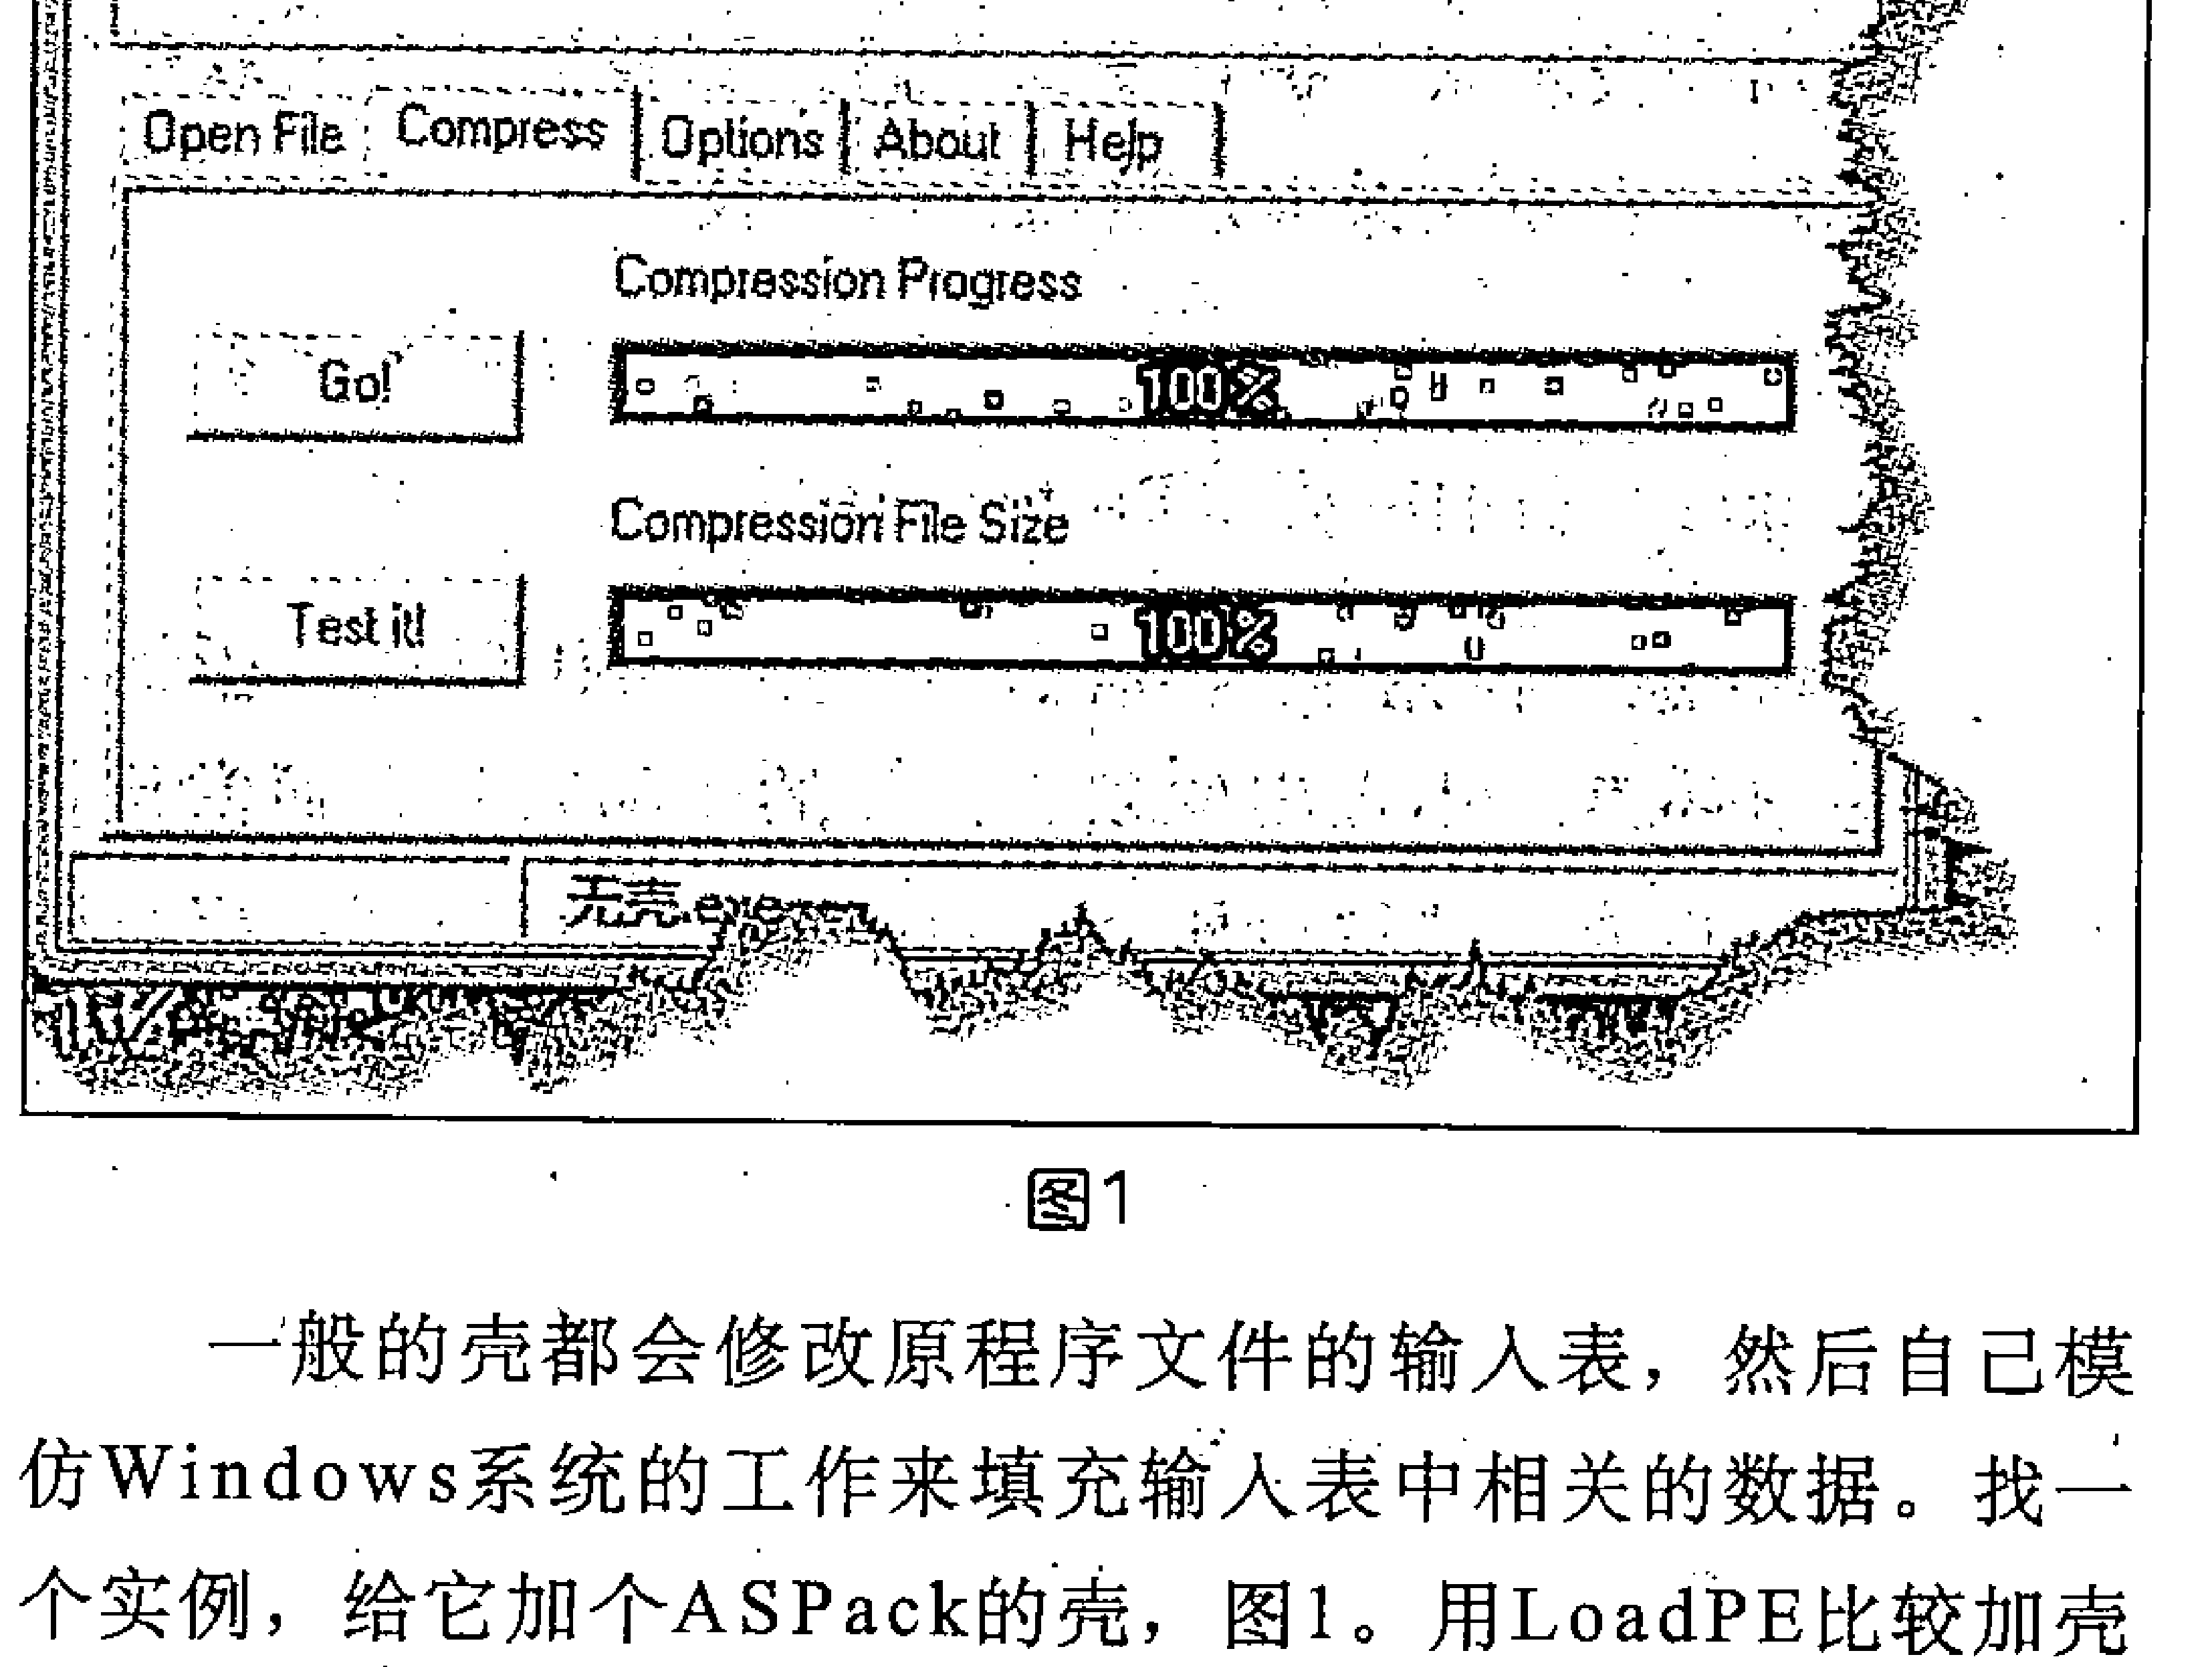 Open File Compress Options About Help
Compression Progress
Go! 100%
Compression File Size
Test it! 100%
无壳.exe
图1
一般的壳都会修改原程序文件的输入表，然后自己模
仿Windows系统的工作来填充输入表中相关的数据。找一
个实例，给它加个ASPack的壳，图1。用LoadPE比较加壳